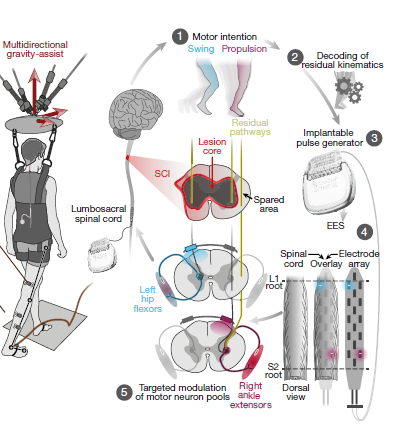 1 Motor intention
Swing Propulsion
Multidirectional
gravity-assist
2 Decoding of
residual kinematics
Residual
pathways
Implantable
pulse generator 3
Lesion
core
SCI
Spared
area
Lumbosacral
spinal cord
EES
4
Spinal Electrode
cord Overlay array
L1
root
Left
hip
flexors
S2
root
Dorsal
view
5 Targeted modulation
of motor neuron pools
Right
ankle
extensors